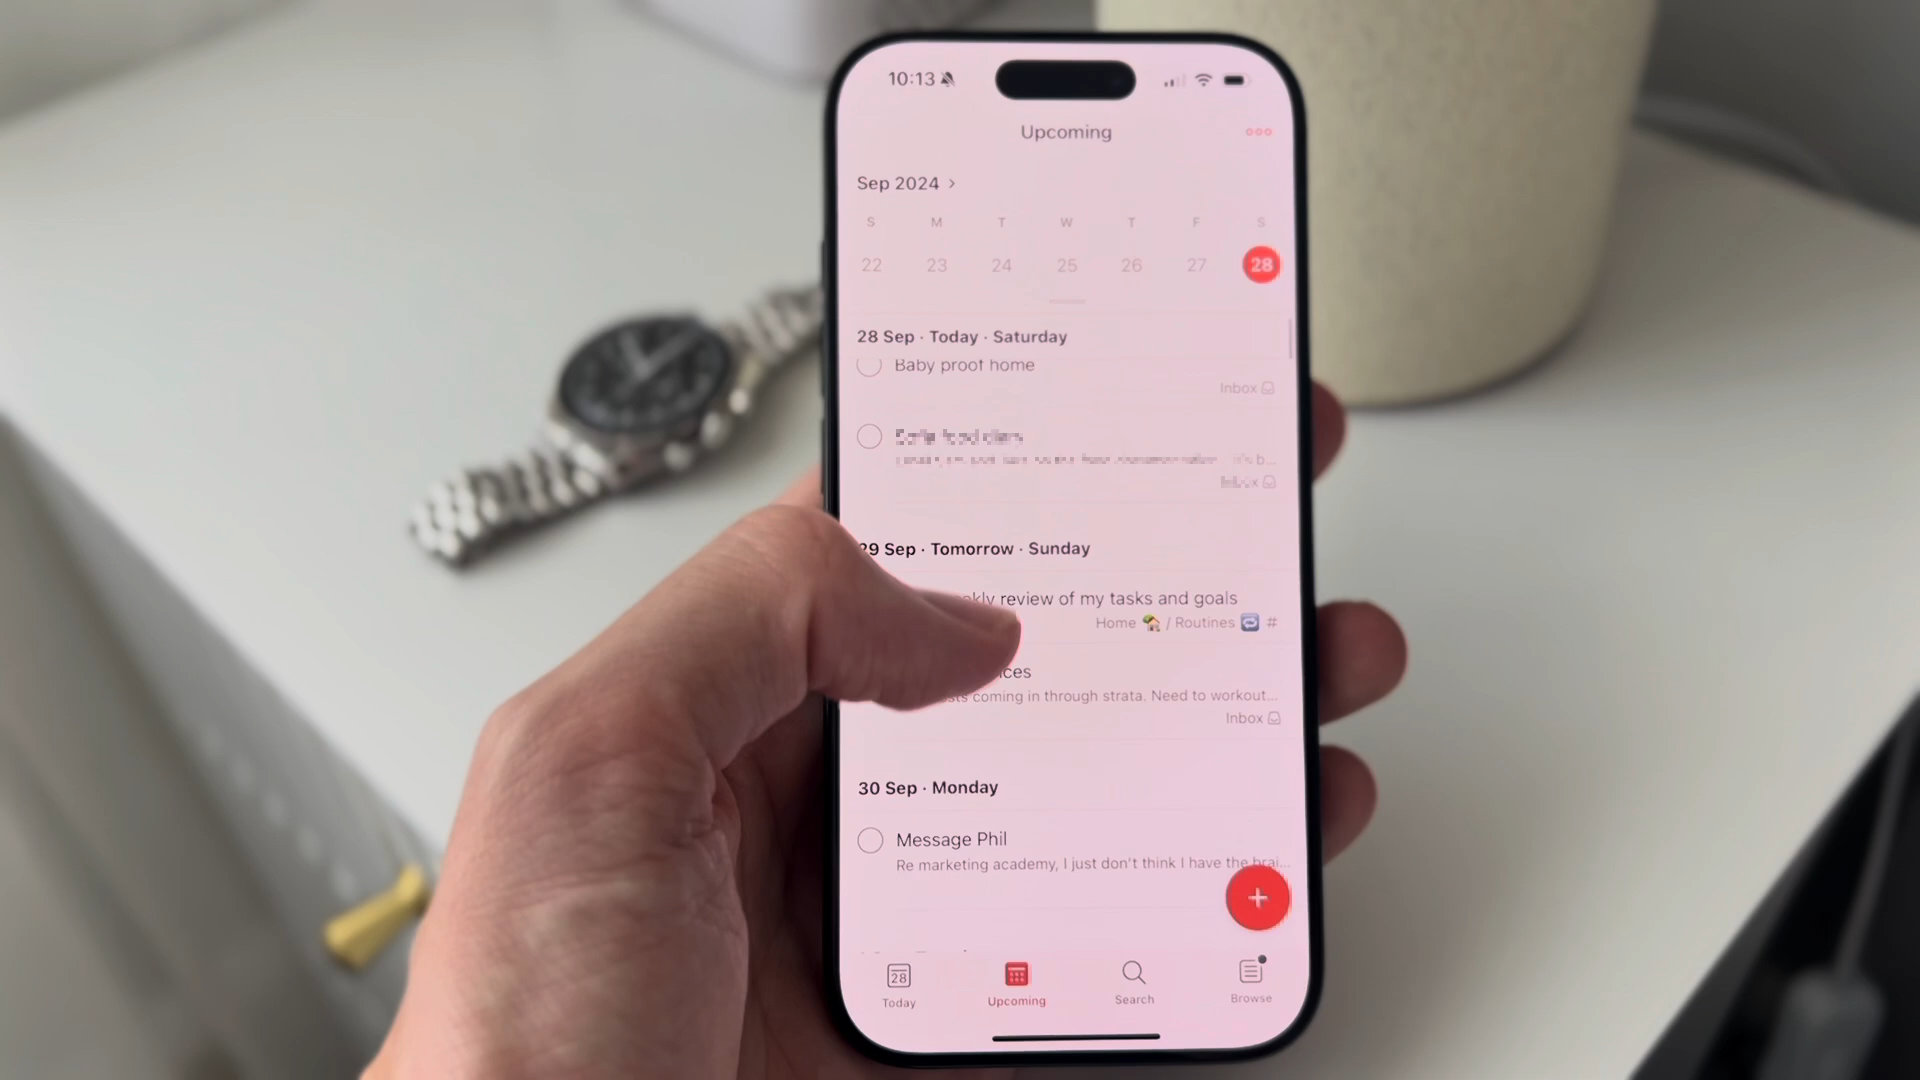 10:13
Upcoming
Sep 2024 >
S M T W T F S
22 23 24 25 26 27 28
28 Sep · Today · Saturday
Baby proof home
Inbox
Inbox
29 Sep · Tomorrow · Sunday
review of my tasks and goals
Home 🏡 / Routines 🔁 #
coming in through strata. Need to workout...
Inbox
30 Sep · Monday
Message Phil
Re marketing academy, I just don't think I have the brai...
+
28
Today Upcoming Search Browse